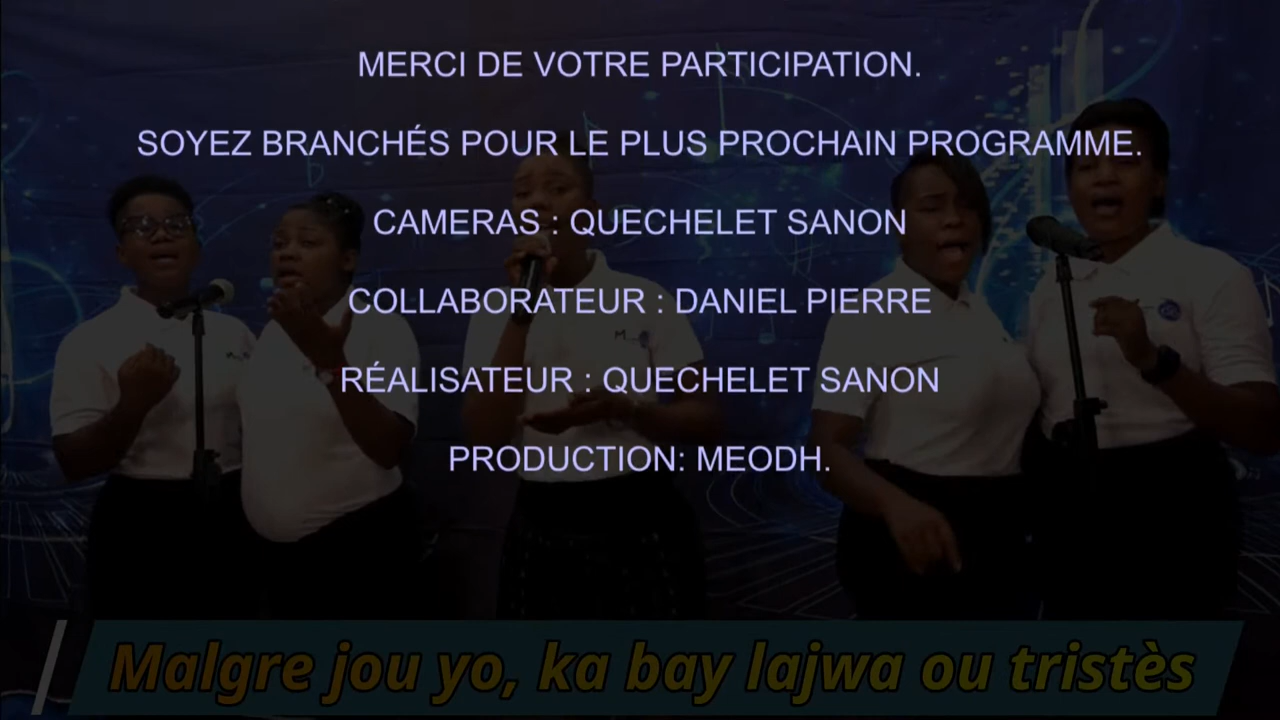 MERCI DE VOTRE PARTICIPATION.
SOYEZ BRANCHÉS POUR LE PLUS PROCHAIN PROGRAMME.
CAMERAS : QUECHELET SANON
COLLABORATEUR : DANIEL PIERRE
RÉALISATEUR : QUECHELET SANON
PRODUCTION: MEODH.
Malgre jou yo, ka bay lajwa ou tristès